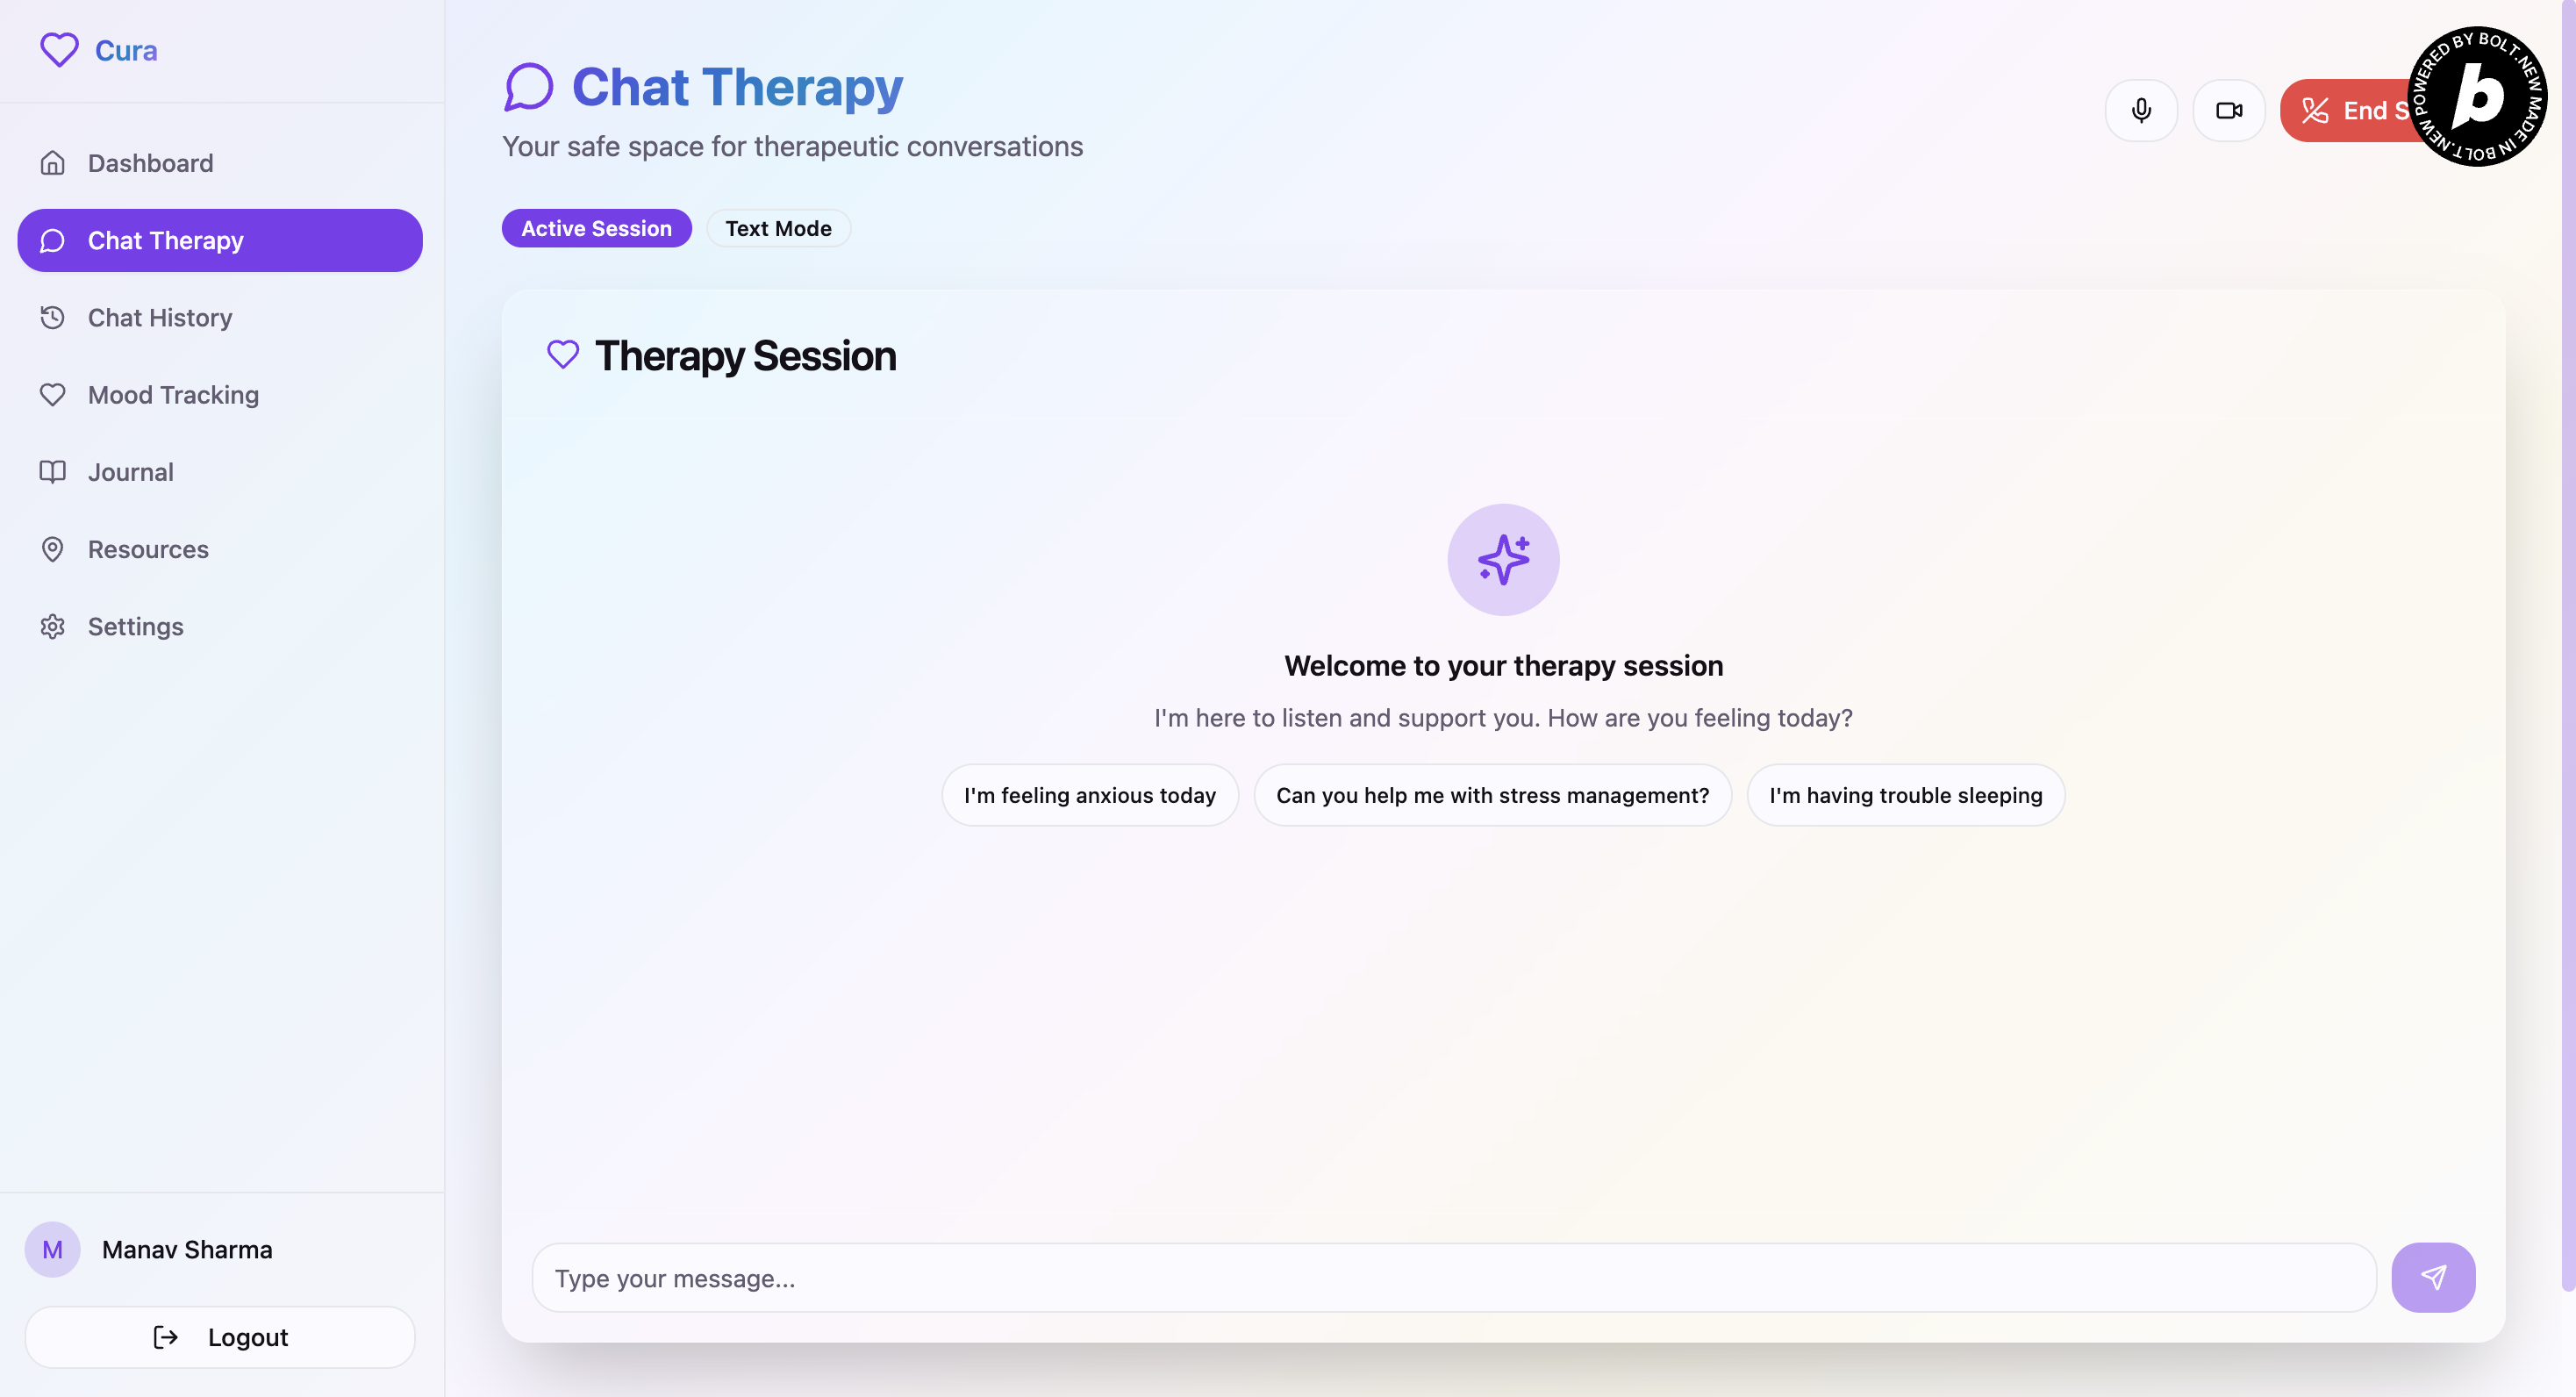 Cura
Dashboard
Chat Therapy
Chat History
Mood Tracking
Journal
Resources
Settings
M
Manav Sharma
Logout
Chat Therapy
Your safe space for therapeutic conversations
Active Session
Text Mode
End S
POWERED BY BOLT.NEW MADE IN BOLT.NEW
b
Therapy Session
Welcome to your therapy session
I'm here to listen and support you. How are you feeling today?
I'm feeling anxious today
Can you help me with stress management?
I'm having trouble sleeping
Type your message...